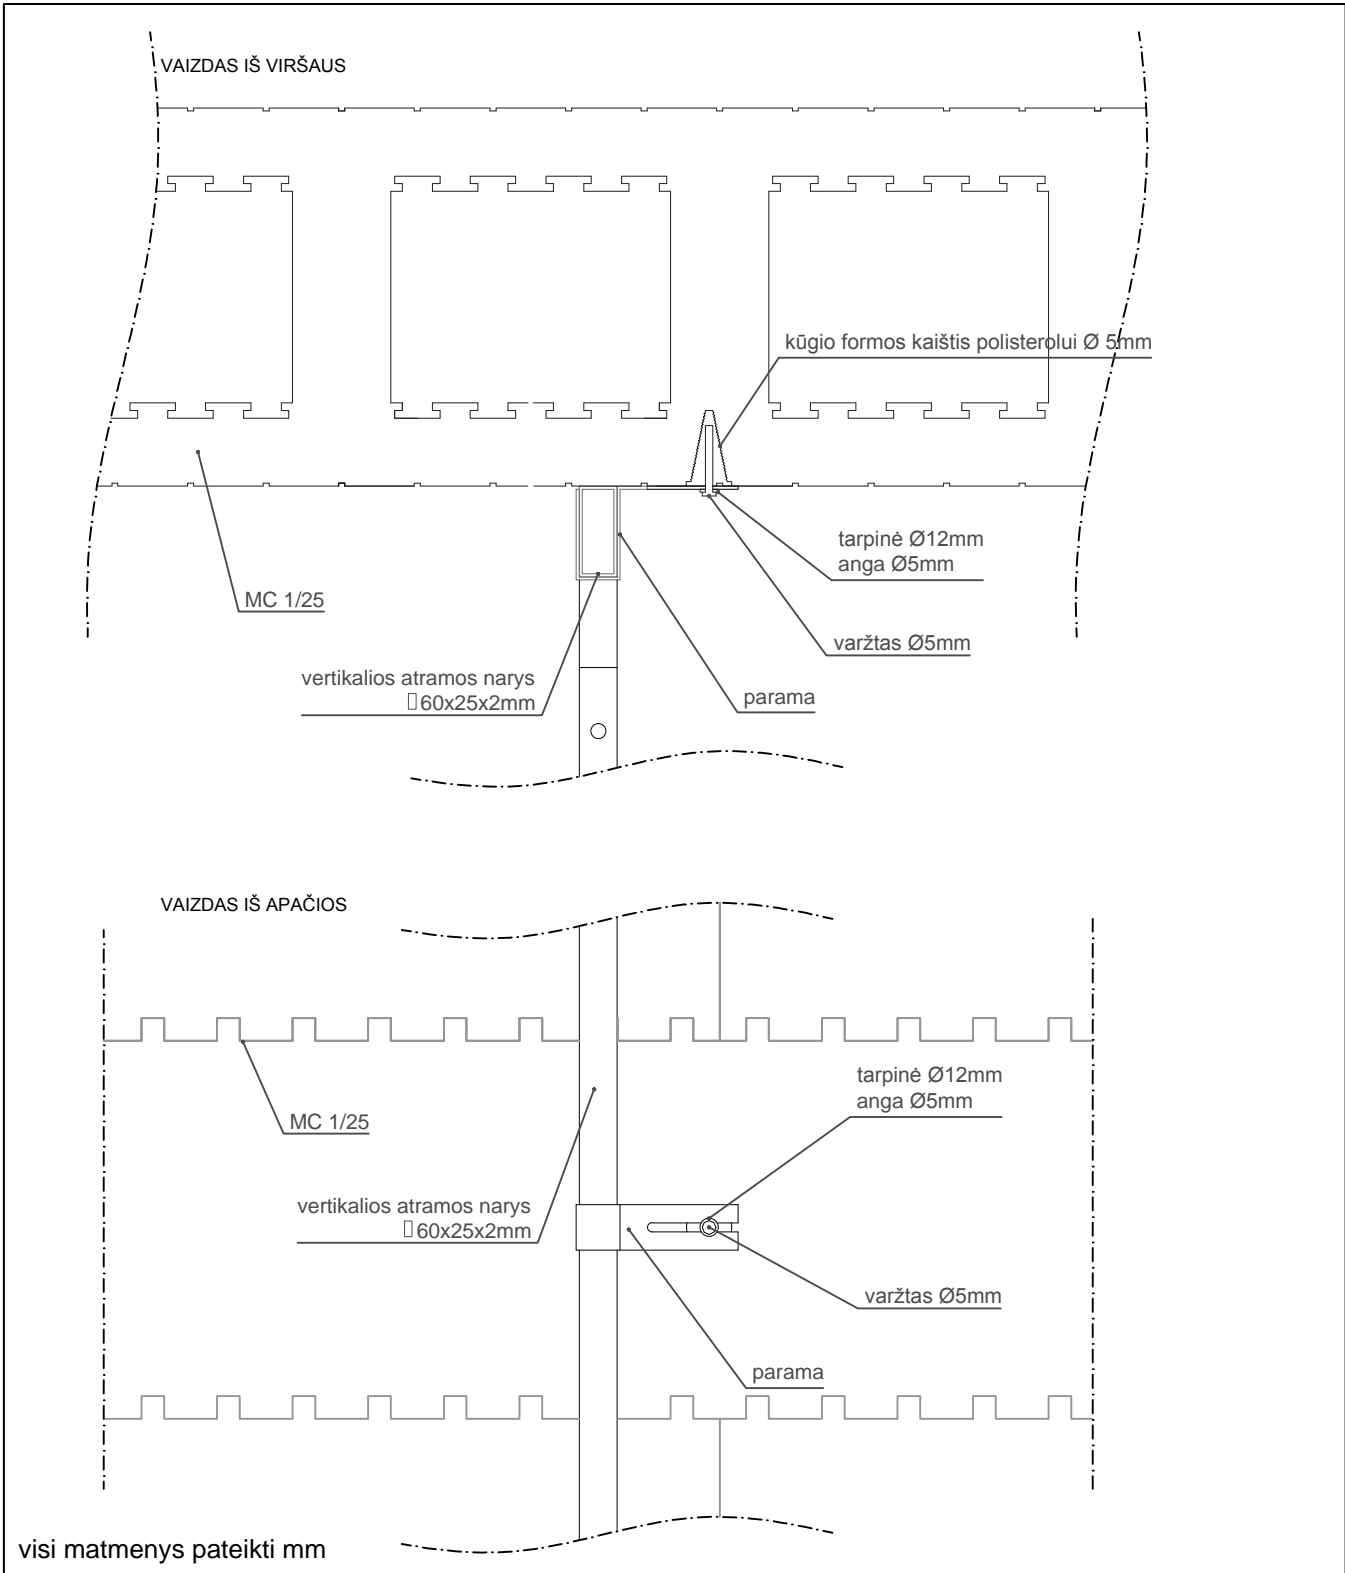 VAIZDAS IŠ VIRŠAUS
kūgio formos kaištis polisterolui Ø 5mm
tarpinė Ø12mm
anga Ø5mm
MC 1/25
varžtas Ø5mm
vertikalios atramos narys
▯60x25x2mm
parama
VAIZDAS IŠ APAČIOS
tarpinė Ø12mm
anga Ø5mm
MC 1/25
vertikalios atramos narys
▯60x25x2mm
varžtas Ø5mm
parama
visi matmenys pateikti mm